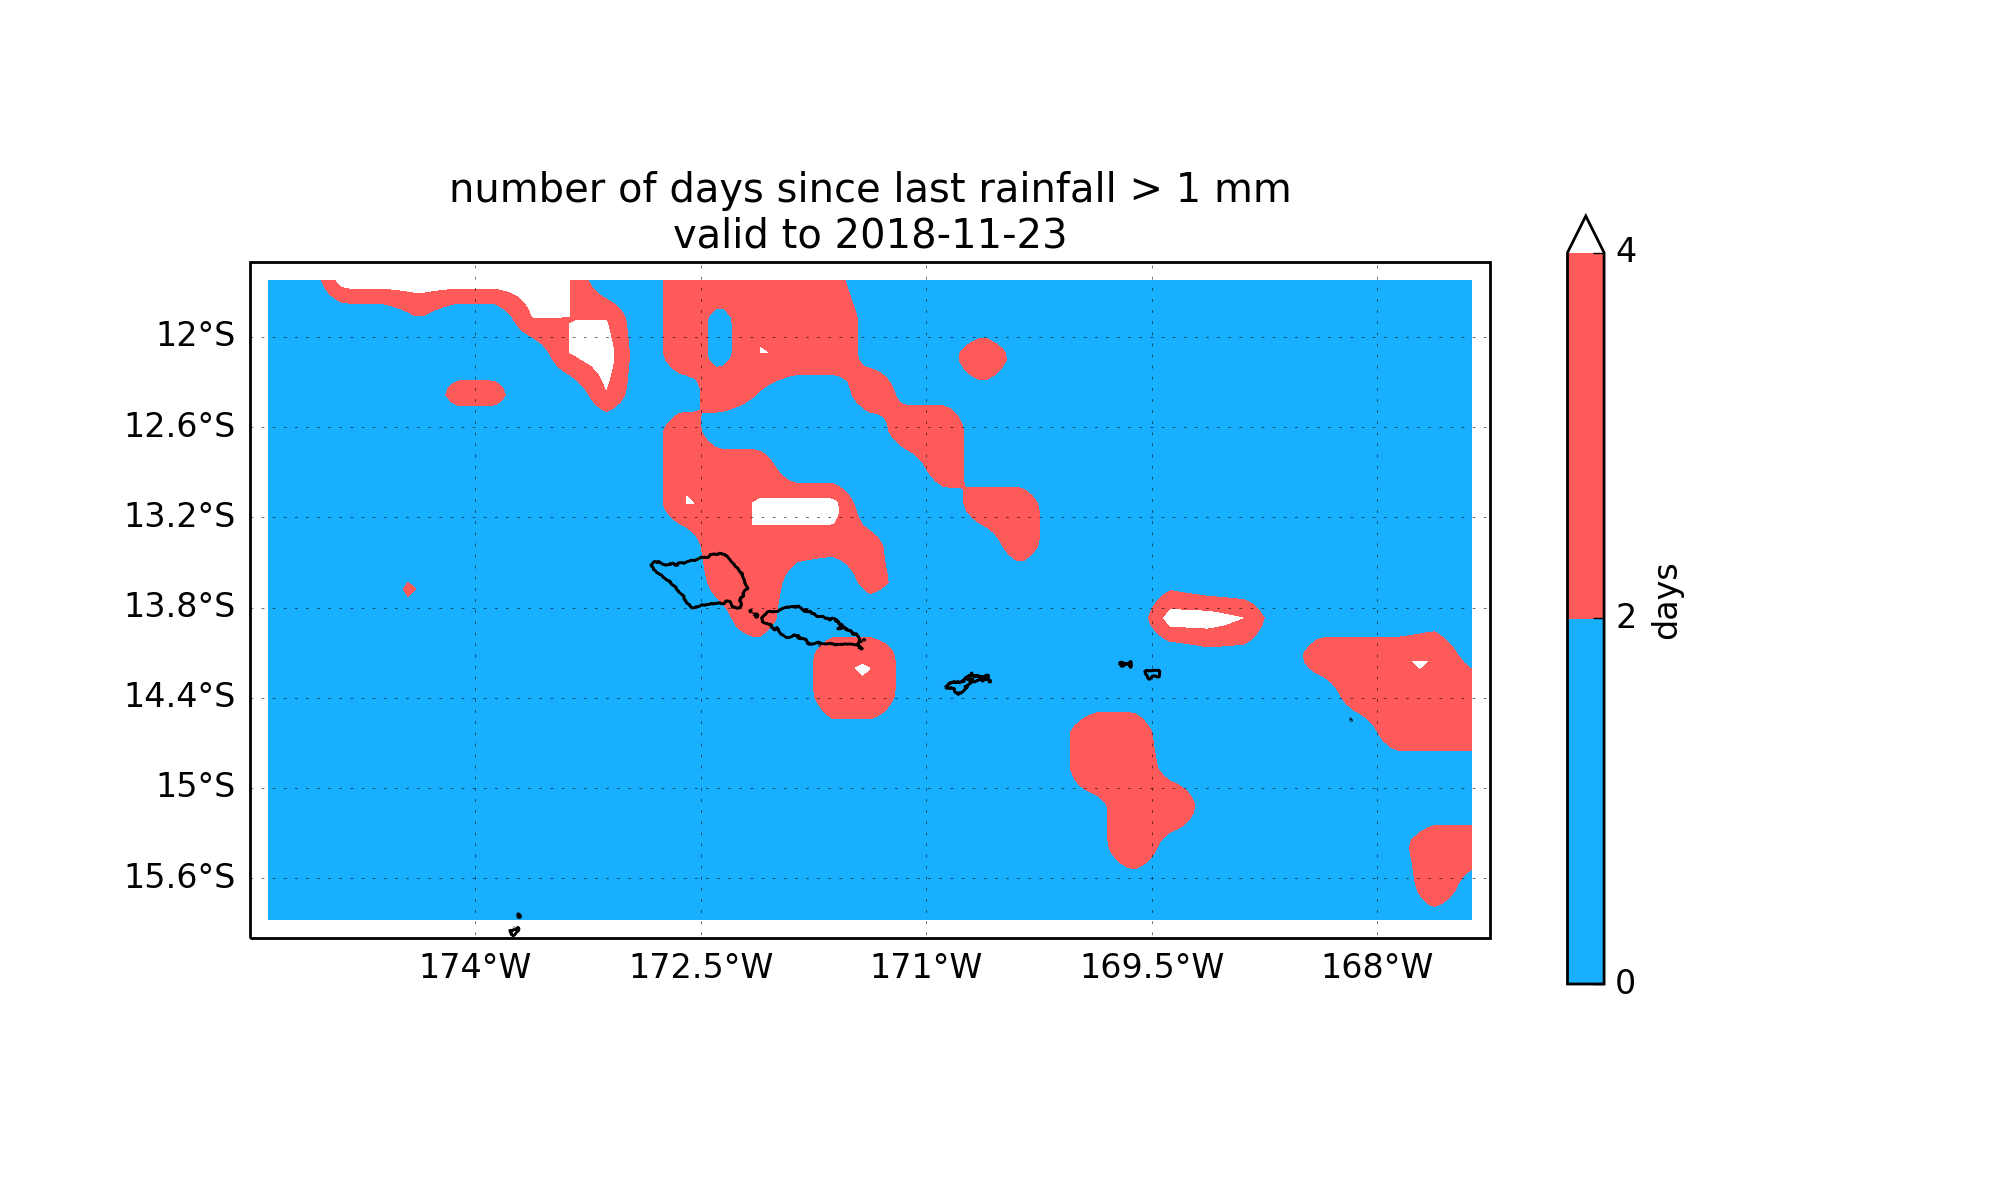 number of days since last rainfall > 1 mm
valid to 2018-11-23
12°S
12.6°S
13.2°S
13.8°S
14.4°S
15°S
15.6°S
174°W
172.5°W
171°W
169.5°W
168°W
4
2
0
days